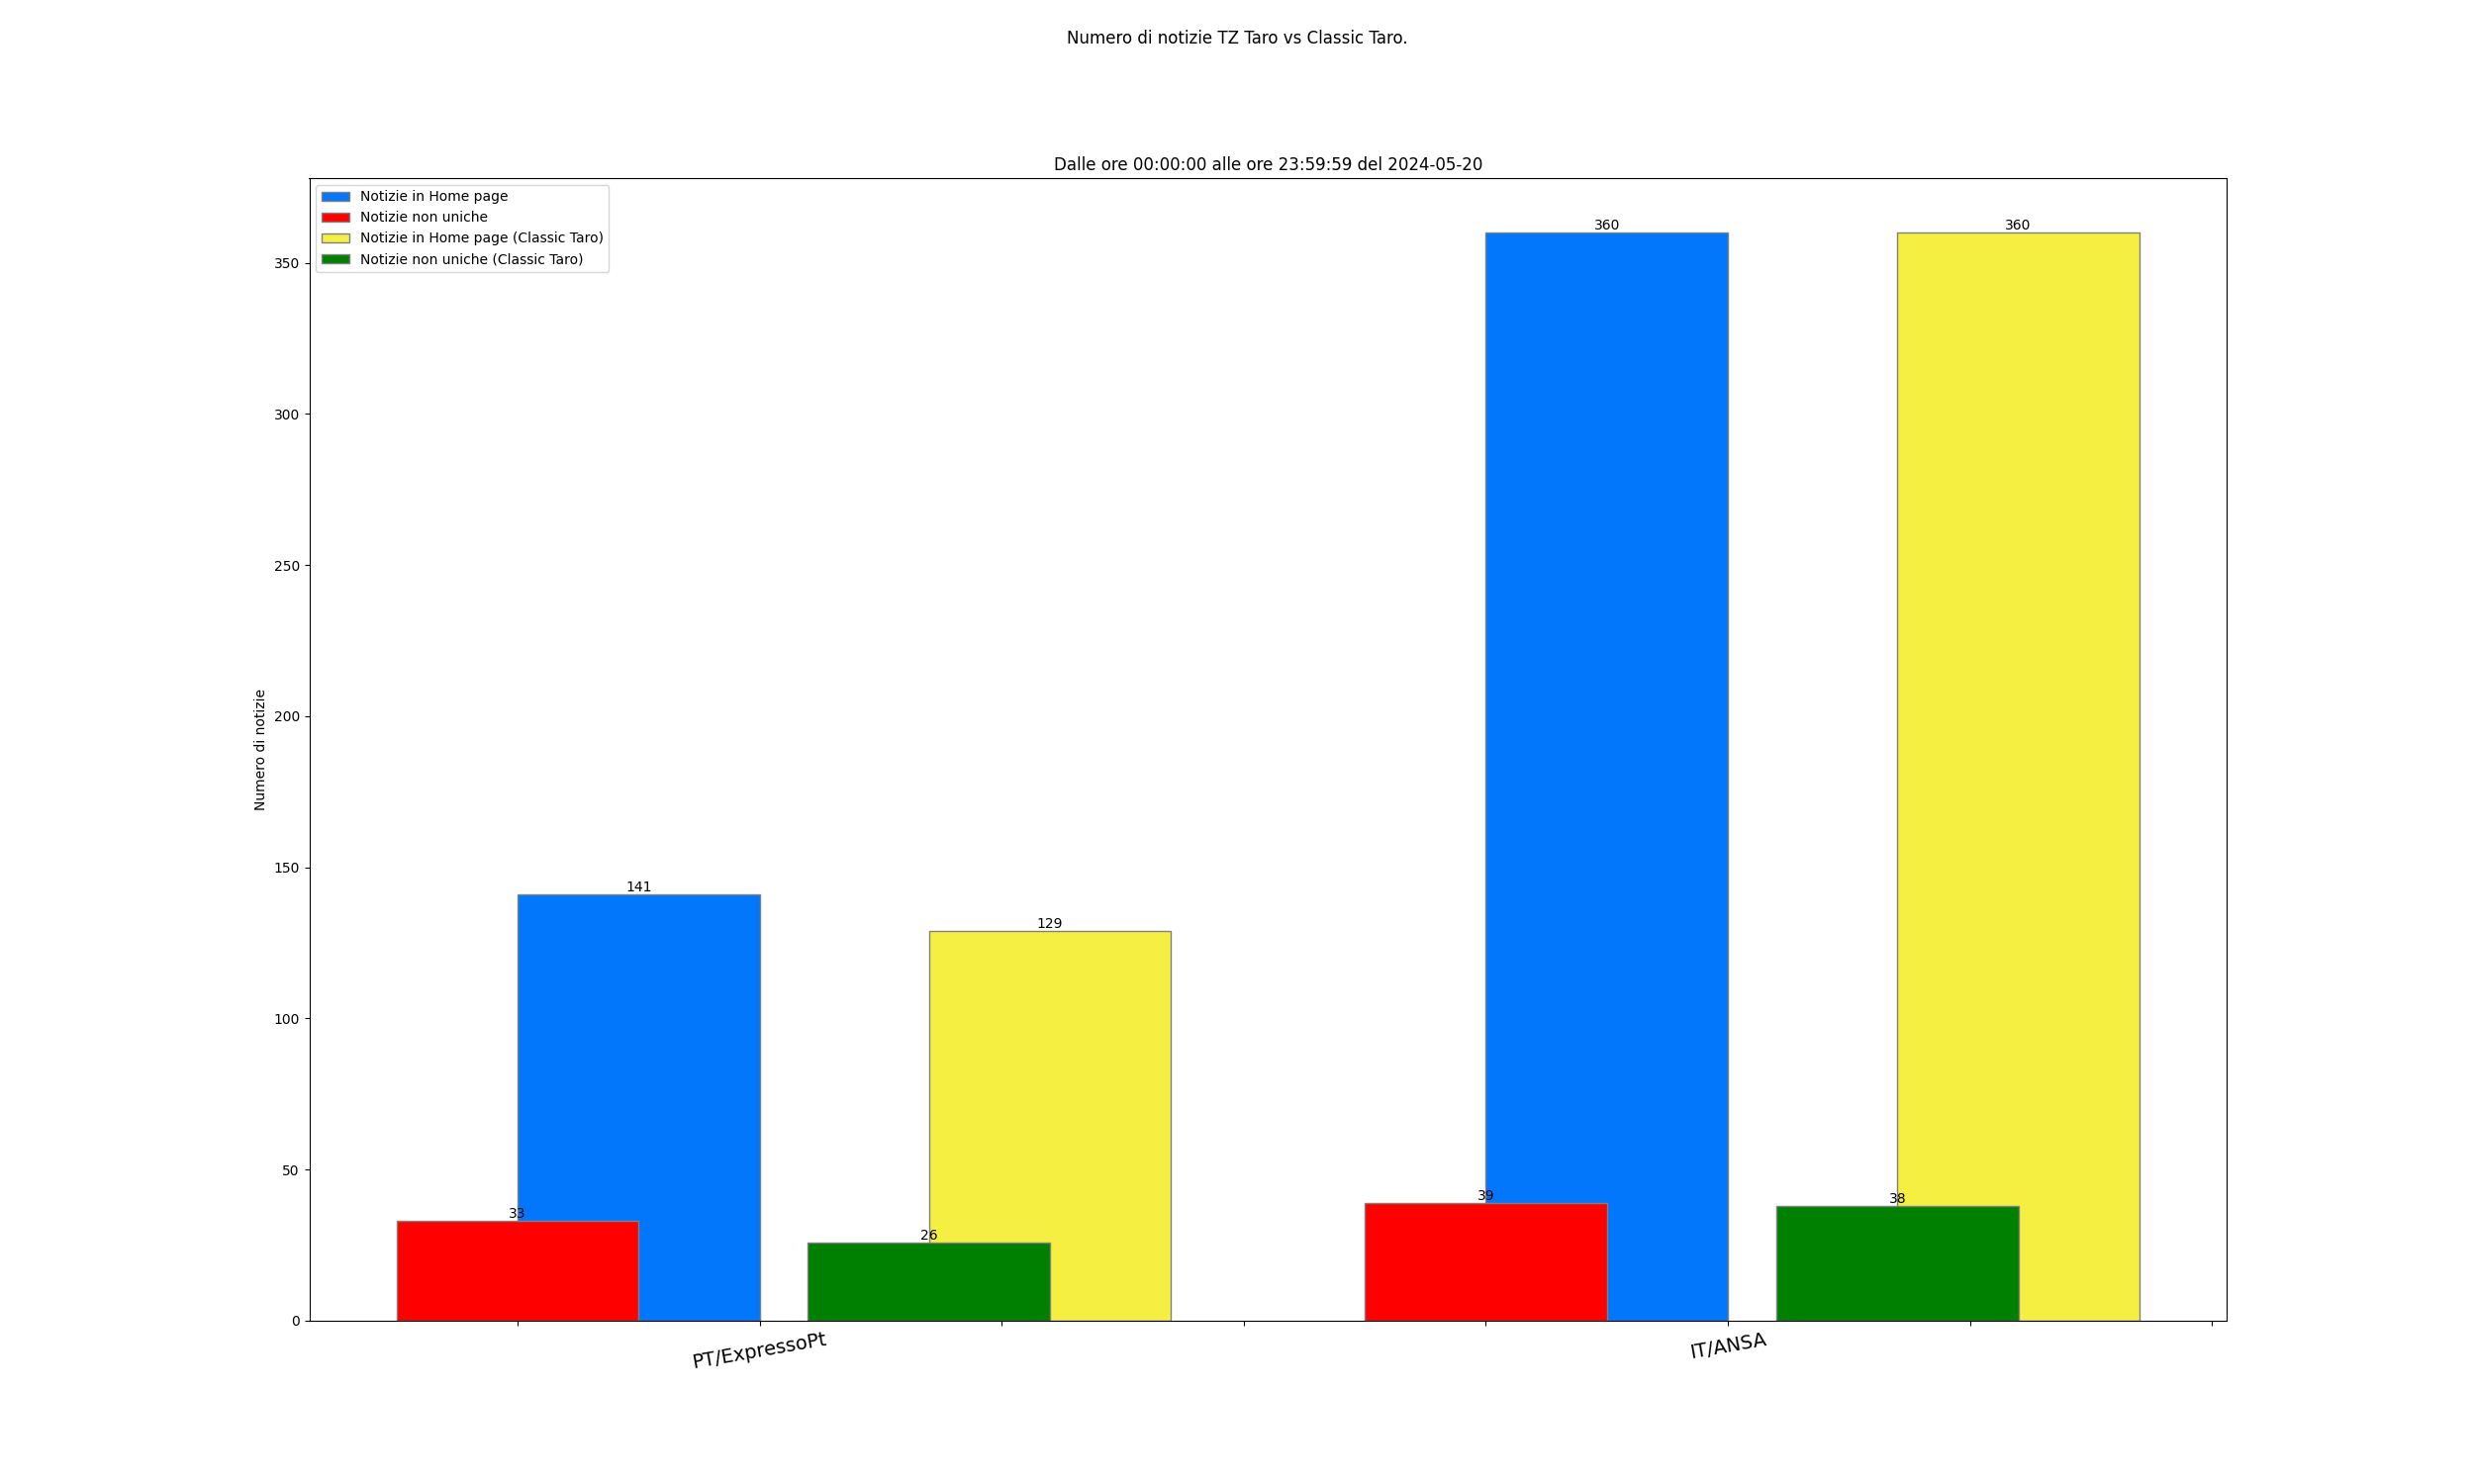 Numero di notizie TZ Taro vs Classic Taro.
Dalle ore 00:00:00 alle ore 23:59:59 del 2024-05-20
Notizie in Home page
Notizie non uniche
Notizie in Home page (Classic Taro)
Notizie non uniche (Classic Taro)
Numero di notizie
350
300
250
200
150
100
50
0
360
360
141
129
33
26
39
38
PT/ExpressoPt
IT/ANSA